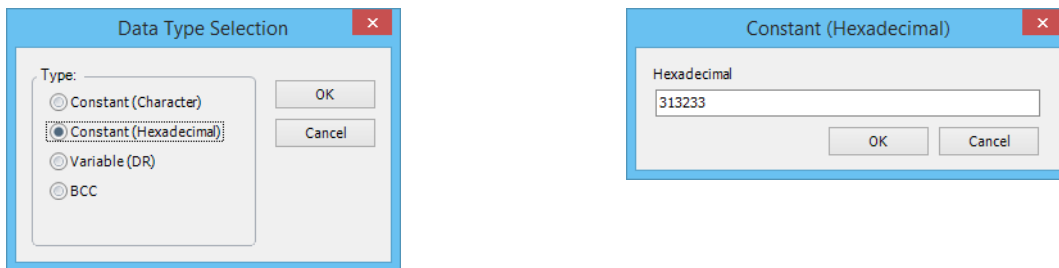 Data Type Selection
Type:
Constant (Character)
Constant (Hexadecimal)
Variable (DR)
BCC
OK
Cancel
Constant (Hexadecimal)
Hexadecimal
313233
OK Cancel